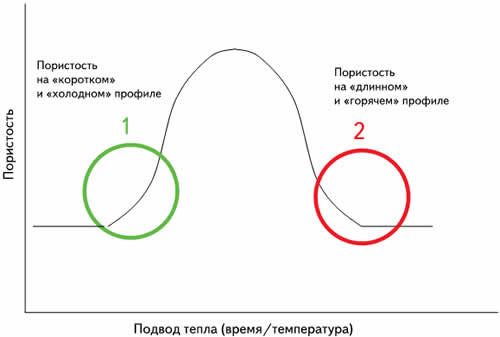 Пористость
на «коротком»
и «холодном» профиле
1
Пористость
на «длинном»
и «горячем» профиле
2
Пористость
Подвод тепла (время/температура)